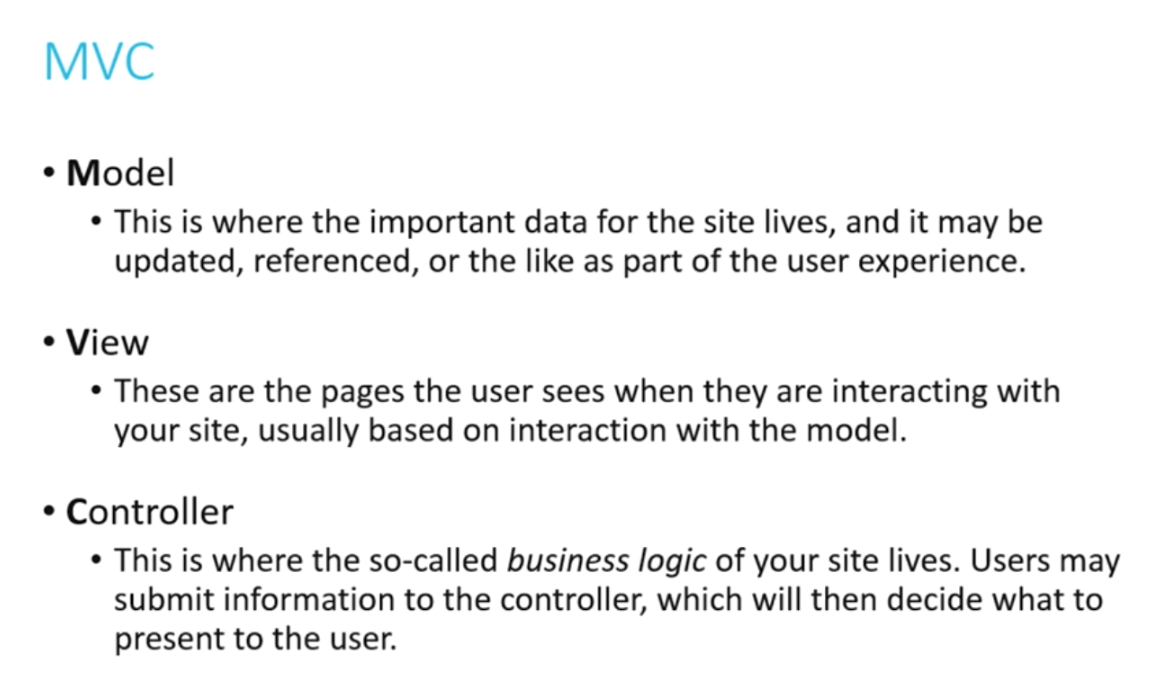 MVC
• Model
• This is where the important data for the site lives, and it may be
updated, referenced, or the like as part of the user experience.
• View
• These are the pages the user sees when they are interacting with
your site, usually based on interaction with the model.
• Controller
• This is where the so-called business logic of your site lives. Users may
submit information to the controller, which will then decide what to
present to the user.